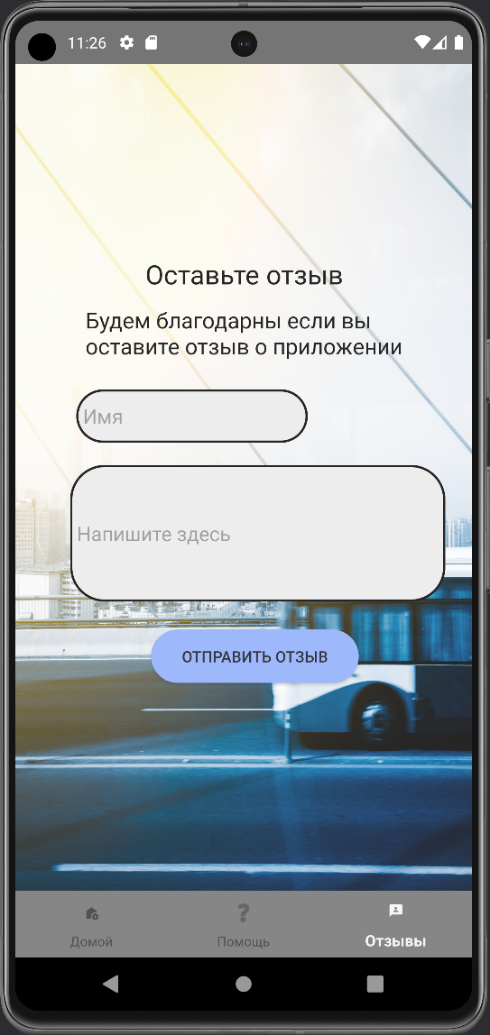 11:26
Оставьте отзыв
Будем благодарны если вы
оставите отзыв о приложении
Имя
Напишите здесь
ОТПРАВИТЬ ОТЗЫВ
Домой
Помощь
Отзывы